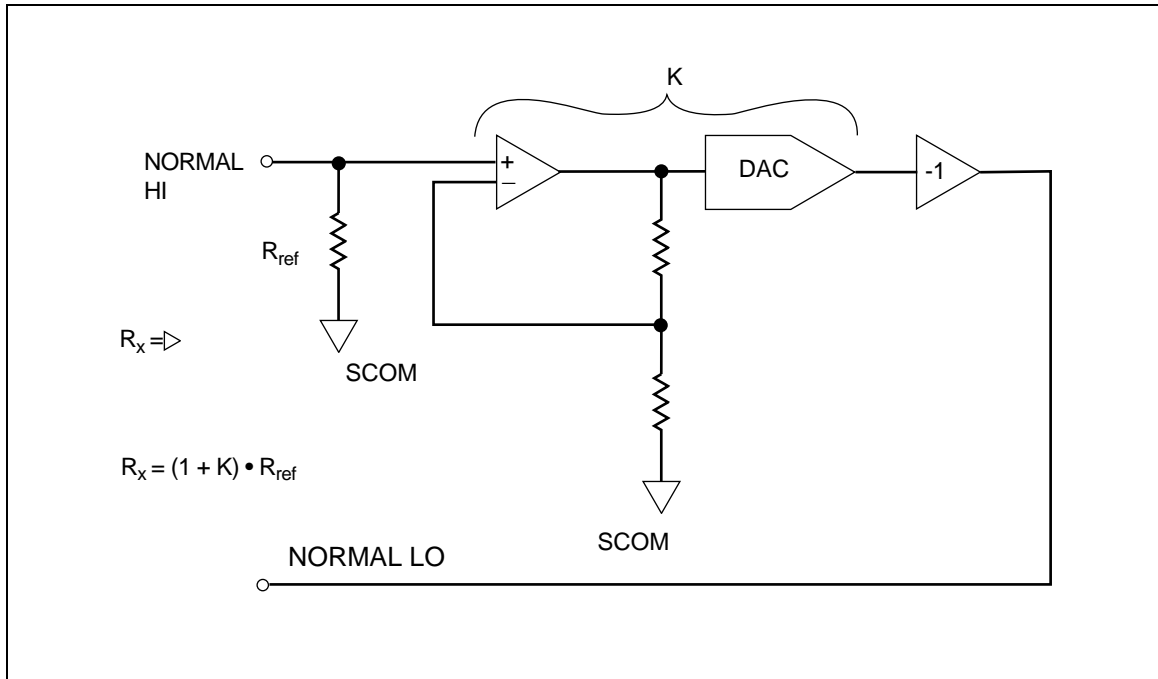 K
NORMAL
HI
+
−
DAC
-1
R_ref
R_x =▷
SCOM
R_x = (1 + K) • R_ref
SCOM
NORMAL LO